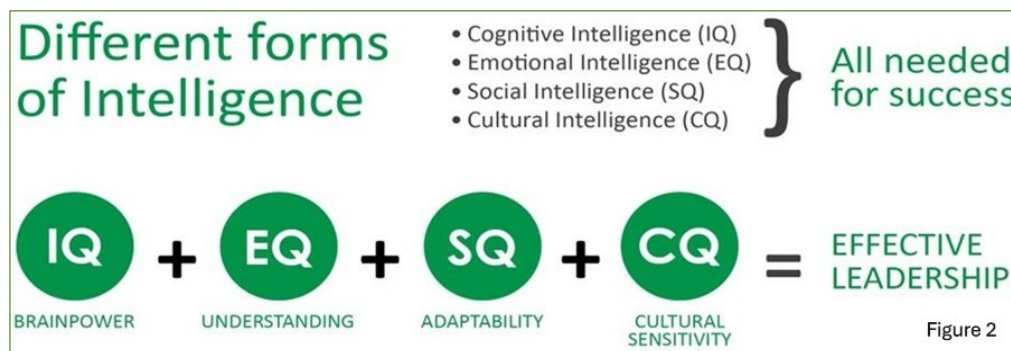 Different forms
of Intelligence
• Cognitive Intelligence (IQ)
• Emotional Intelligence (EQ)
• Social Intelligence (SQ)
• Cultural Intelligence (CQ)
}
All needed
for success
IQ + EQ + SQ + CQ = EFFECTIVE
LEADERSHIP
BRAINPOWER UNDERSTANDING ADAPTABILITY CULTURAL
SENSITIVITY
Figure 2